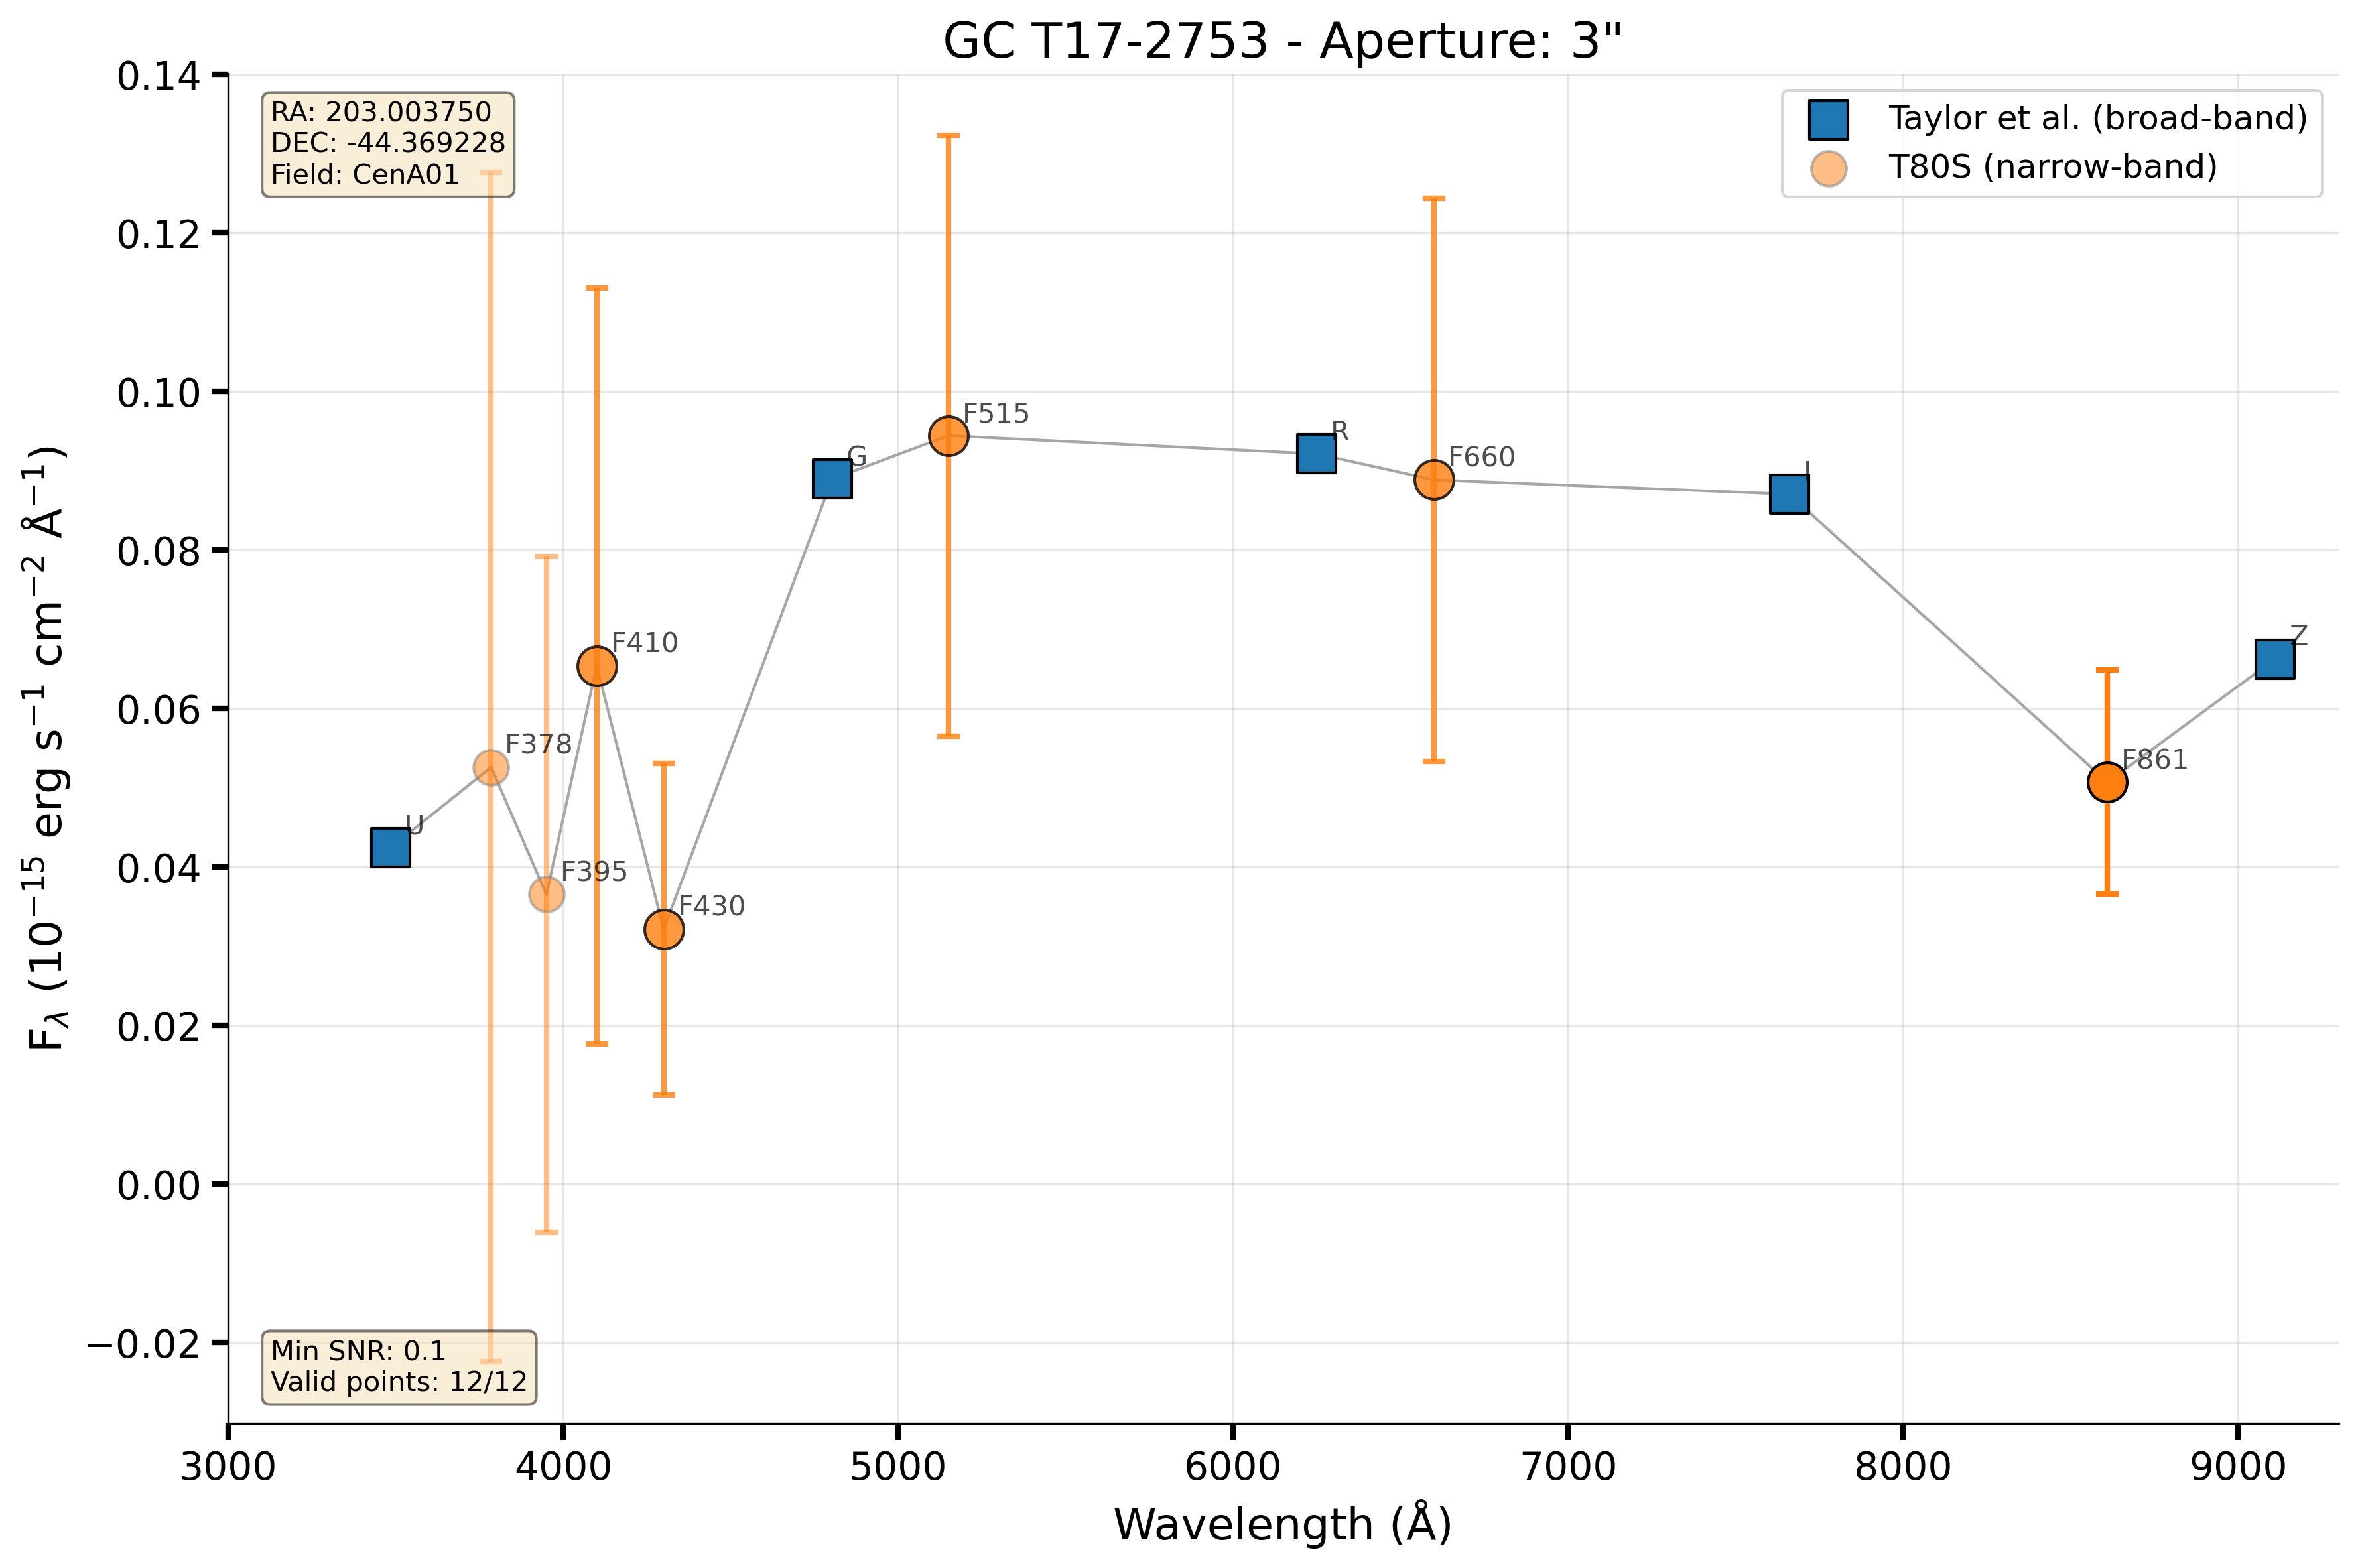 GC T17-2753 - Aperture: 3"
RA: 203.003750
DEC: -44.369228
Field: CenA01
Taylor et al. (broad-band)
T80S (narrow-band)
0.14
0.12
0.10
0.08
0.06
0.04
0.02
0.00
−0.02
F_λ (10⁻¹⁵ erg s⁻¹ cm⁻² Å⁻¹)
U
F378
F395
F410
F430
G
F515
R
F660
I
F861
Z
Min SNR: 0.1
Valid points: 12/12
3000 4000 5000 6000 7000 8000 9000
Wavelength (Å)